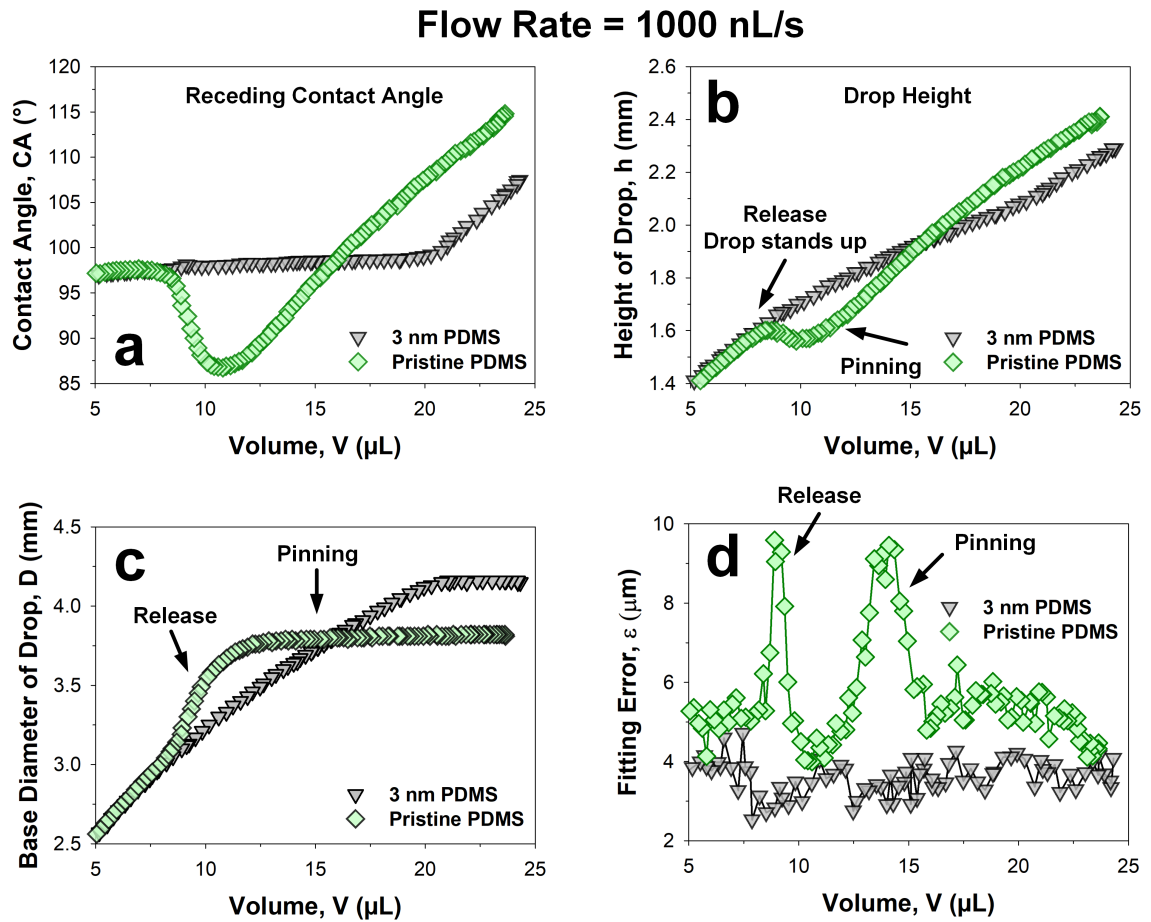 Flow Rate = 1000 nL/s
Contact Angle, CA (°)
120
115
110
105
100
95
90
85
Receding Contact Angle
a
3 nm PDMS
Pristine PDMS
5
10
15
20
25
Volume, V (µL)
Height of Drop, h (mm)
2.6
2.4
2.2
2.0
1.8
1.6
1.4
b
Drop Height
Release
Drop stands up
Pinning
3 nm PDMS
Pristine PDMS
5
10
15
20
25
Volume, V (µL)
Base Diameter of Drop, D (mm)
4.5
4.0
3.5
3.0
2.5
c
Pinning
Release
3 nm PDMS
Pristine PDMS
5
10
15
20
25
Volume, V (µL)
Fitting Error, ε (µm)
10
8
6
4
2
Release
d
Pinning
3 nm PDMS
Pristine PDMS
5
10
15
20
25
Volume, V (µL)